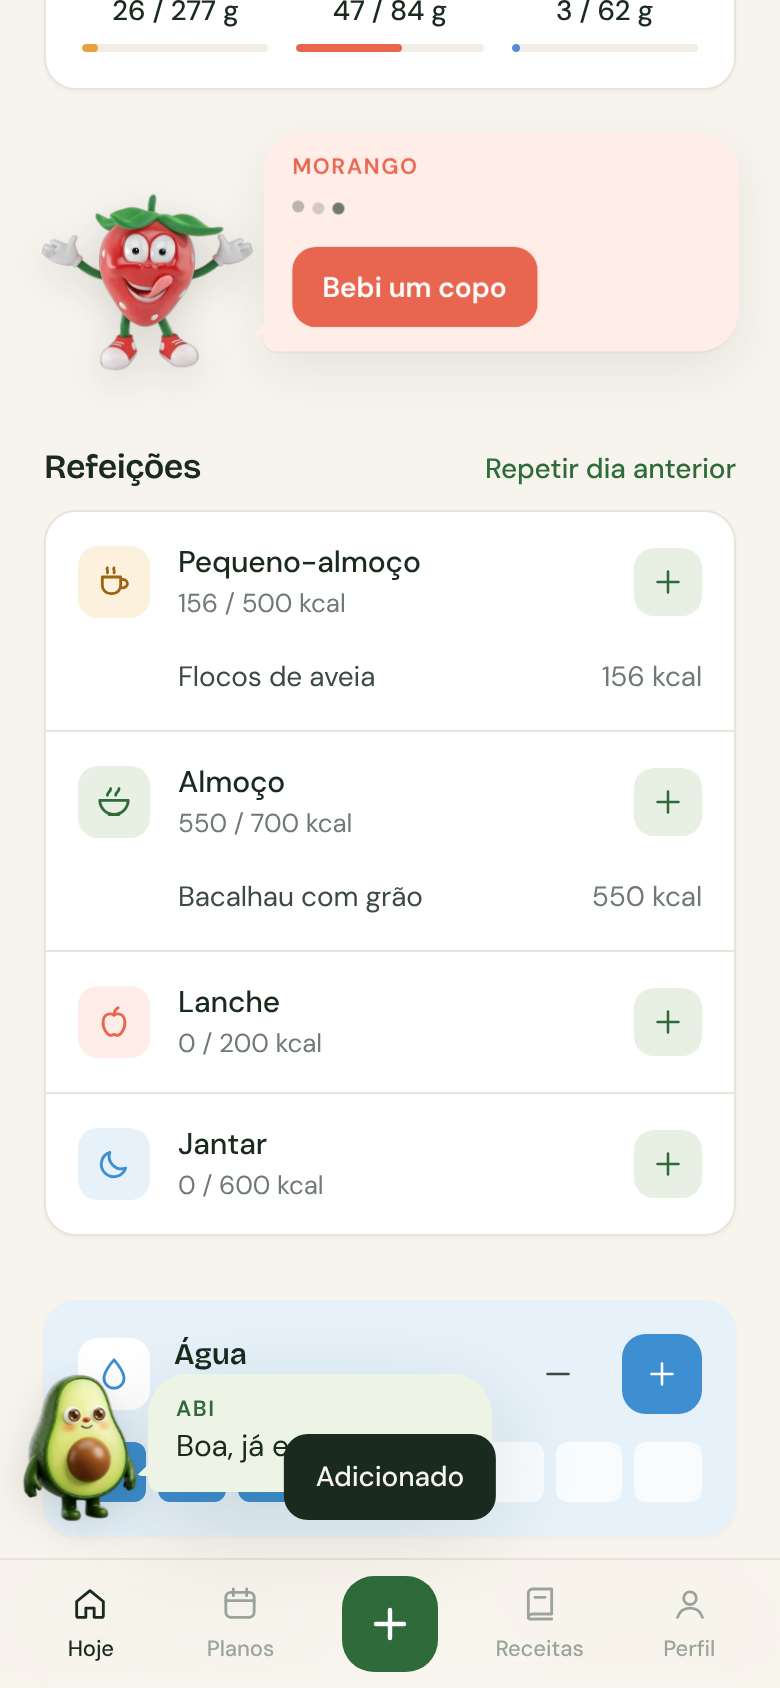 26 / 277 g
47 / 84 g
3 / 62 g
MORANGO
Bebi um copo
Refeições
Repetir dia anterior
Pequeno-almoço
156 / 500 kcal
Flocos de aveia
156 kcal
Almoço
550 / 700 kcal
Bacalhau com grão
550 kcal
Lanche
0 / 200 kcal
Jantar
0 / 600 kcal
Água
ABI
Boa, já
Adicionado
Hoje
Planos
Receitas
Perfil